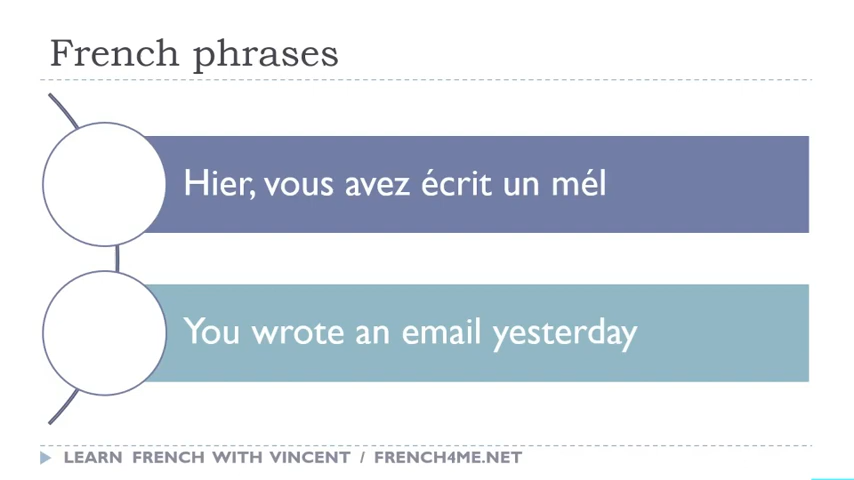 French phrases
Hier, vous avez écrit un mél
You wrote an email yesterday
LEARN FRENCH WITH VINCENT / FRENCH4ME.NET